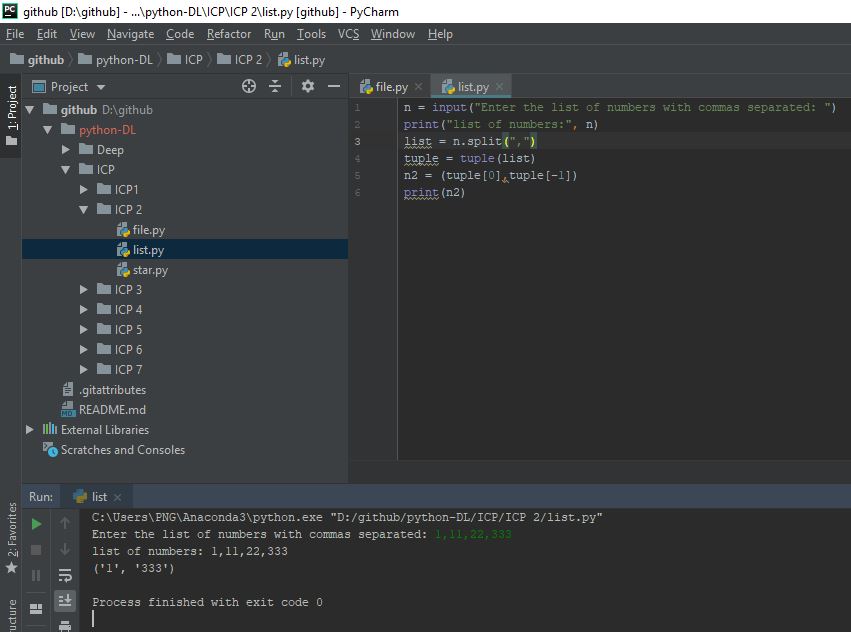 PC github [D:\github] - ...\python-DL\ICP\ICP 2\list.py [github] - PyCharm
File Edit View Navigate Code Refactor Run Tools VCS Window Help
github python-DL ICP ICP 2 list.py
1: Project
Project
file.py list.py
github D:\github
python-DL
Deep
ICP
ICP1
ICP 2
file.py
list.py
star.py
ICP 3
ICP 4
ICP 5
ICP 6
ICP 7
.gitattributes
MD README.md
External Libraries
Scratches and Consoles
1 n = input("Enter the list of numbers with commas separated: ")
2 print("list of numbers:", n)
3 list = n.split(",")
4 tuple = tuple(list)
5 n2 = (tuple[0],tuple[-1])
6 print(n2)
Run: list
2: Favorites
ucture
C:\Users\PNG\Anaconda3\python.exe "D:/github/python-DL/ICP/ICP 2/list.py"
Enter the list of numbers with commas separated: 1,11,22,333
list of numbers: 1,11,22,333
('1', '333')
Process finished with exit code 0